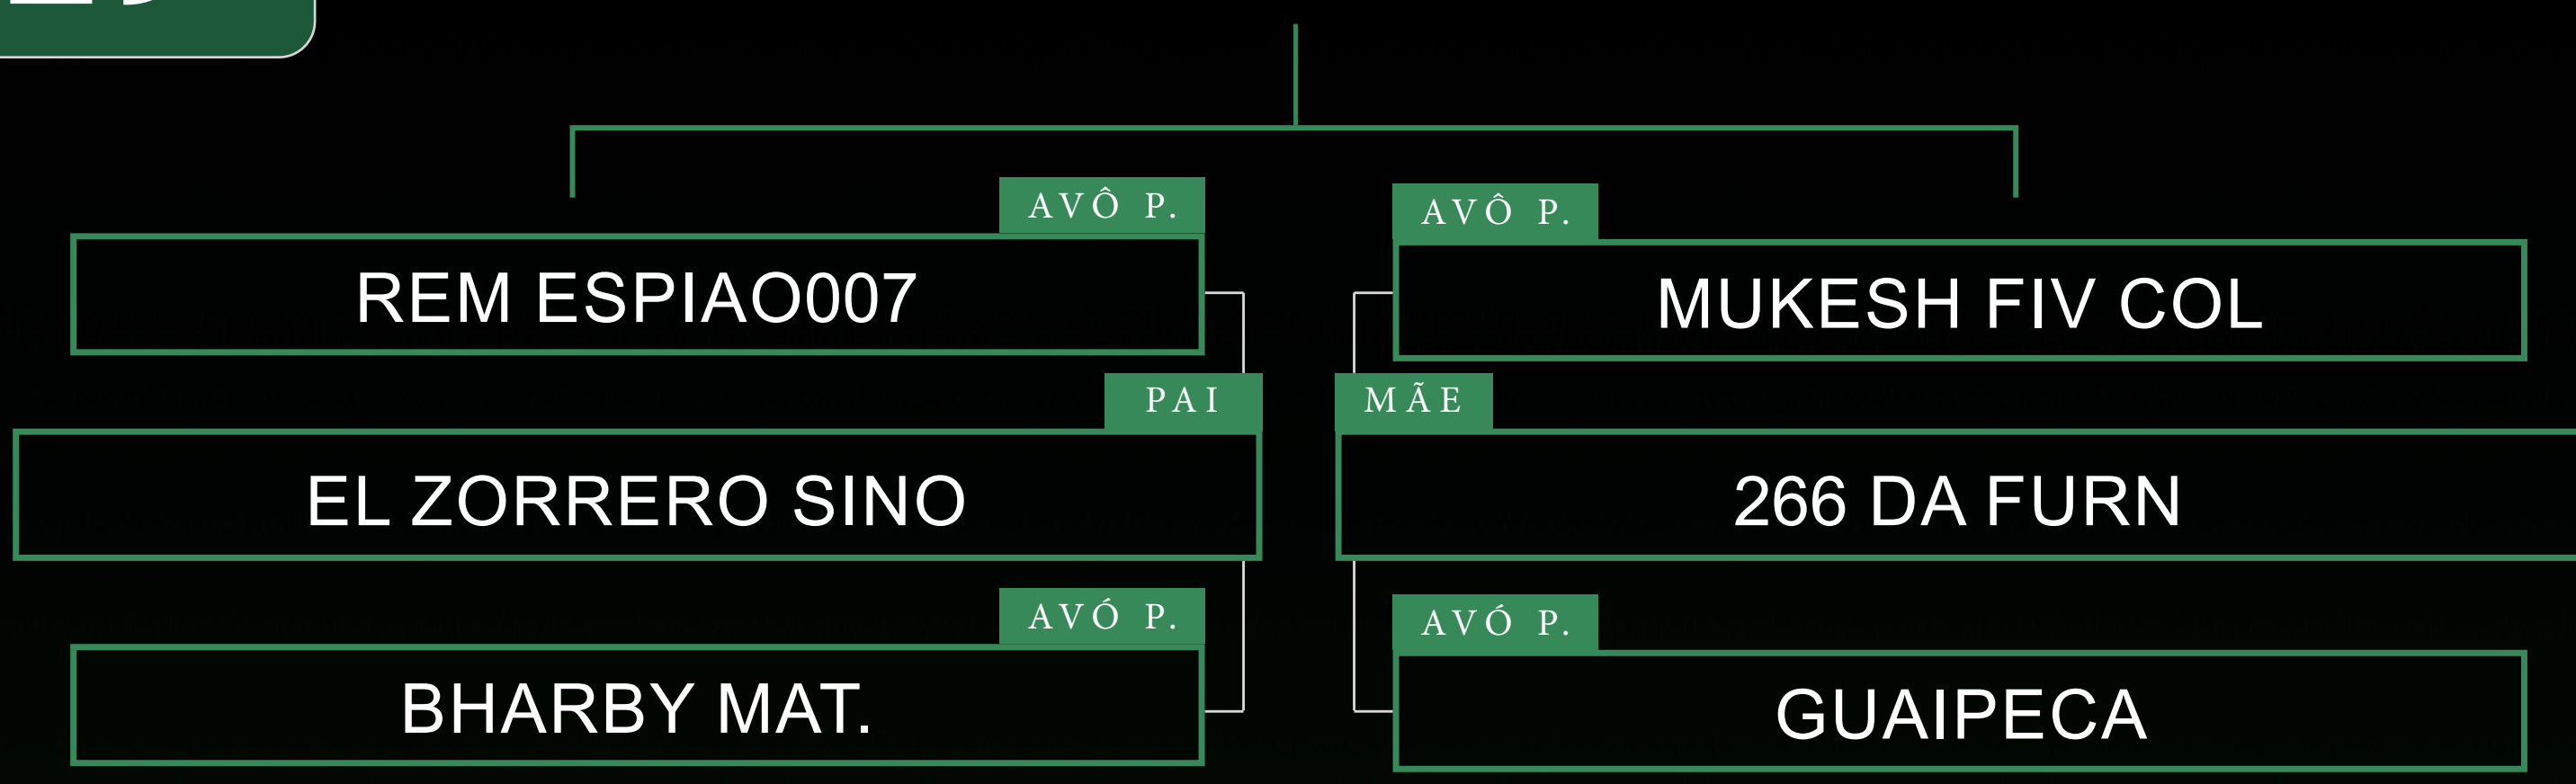 AVÔ P.
REM ESPIAO007
PAI
EL ZORRERO SINO
AVÓ P.
BHARBY MAT.
AVÔ P.
MUKESH FIV COL
MÃE
266 DA FURN
AVÓ P.
GUAIPECA